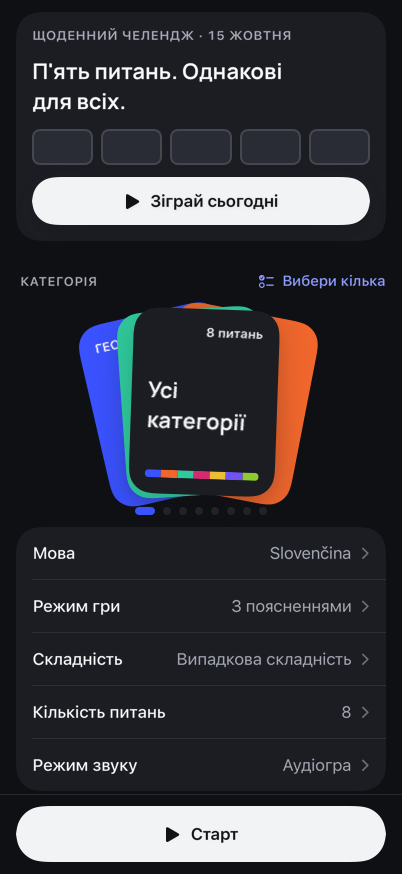 ЩОДЕННИЙ ЧЕЛЕНДЖ · 15 ЖОВТНЯ
П'ять питань. Однакові
для всіх.
Зіграй сьогодні
КАТЕГОРІЯ
Вибери кілька
8 питань
Усі
категорії
Мова
Slovenčina
Режим гри
З поясненнями
Складність
Випадкова складність
Кількість питань
8
Режим звуку
Аудіогра
Старт